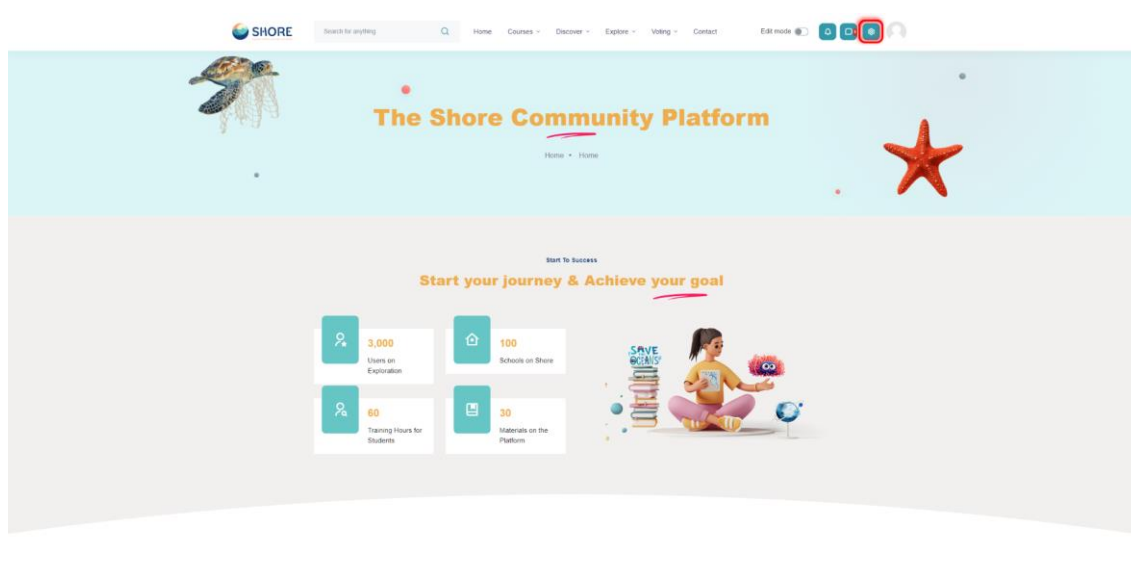 SHORE
Search for anything
Home Courses Discover Explore Voting Contact
Edit mode
The Shore Community Platform
Home • Home
Start To Success
Start your journey & Achieve your goal
3,000
Users on
Exploration
100
Schools on Shore
60
Training Hours for
Students
30
Materials on the
Platform
SAVE
OCEANS